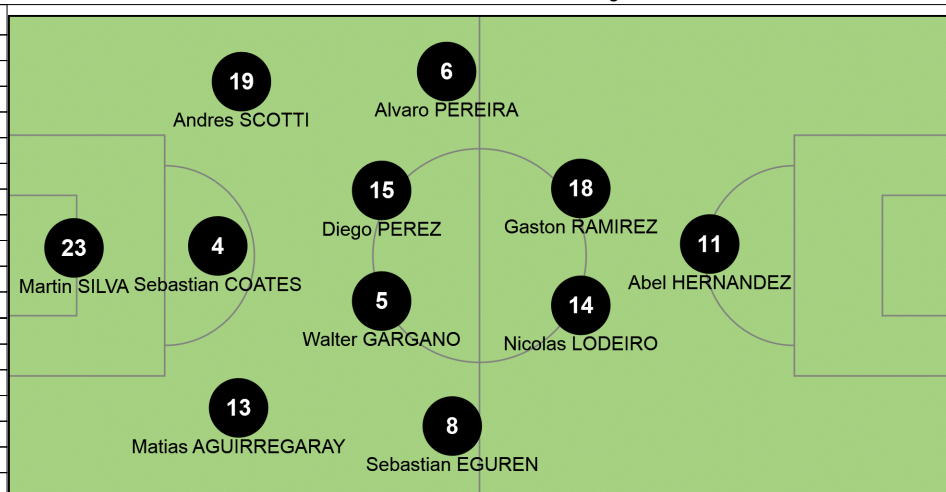 19
Andres SCOTTI
6
Alvaro PEREIRA
15
Diego PEREZ
18
Gaston RAMIREZ
23
Martin SILVA
4
Sebastian COATES
11
Abel HERNANDEZ
5
Walter GARGANO
14
Nicolas LODEIRO
13
Matias AGUIRREGARAY
8
Sebastian EGUREN